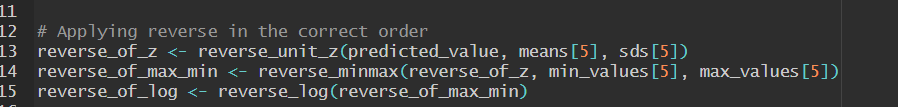 11
12
# Applying reverse in the correct order
13 reverse_of_z <- reverse_unit_z(predicted_value, means[5], sds[5])
14 reverse_of_max_min <- reverse_minmax(reverse_of_z, min_values[5], max_values[5])
15 reverse_of_log <- reverse_log(reverse_of_max_min)